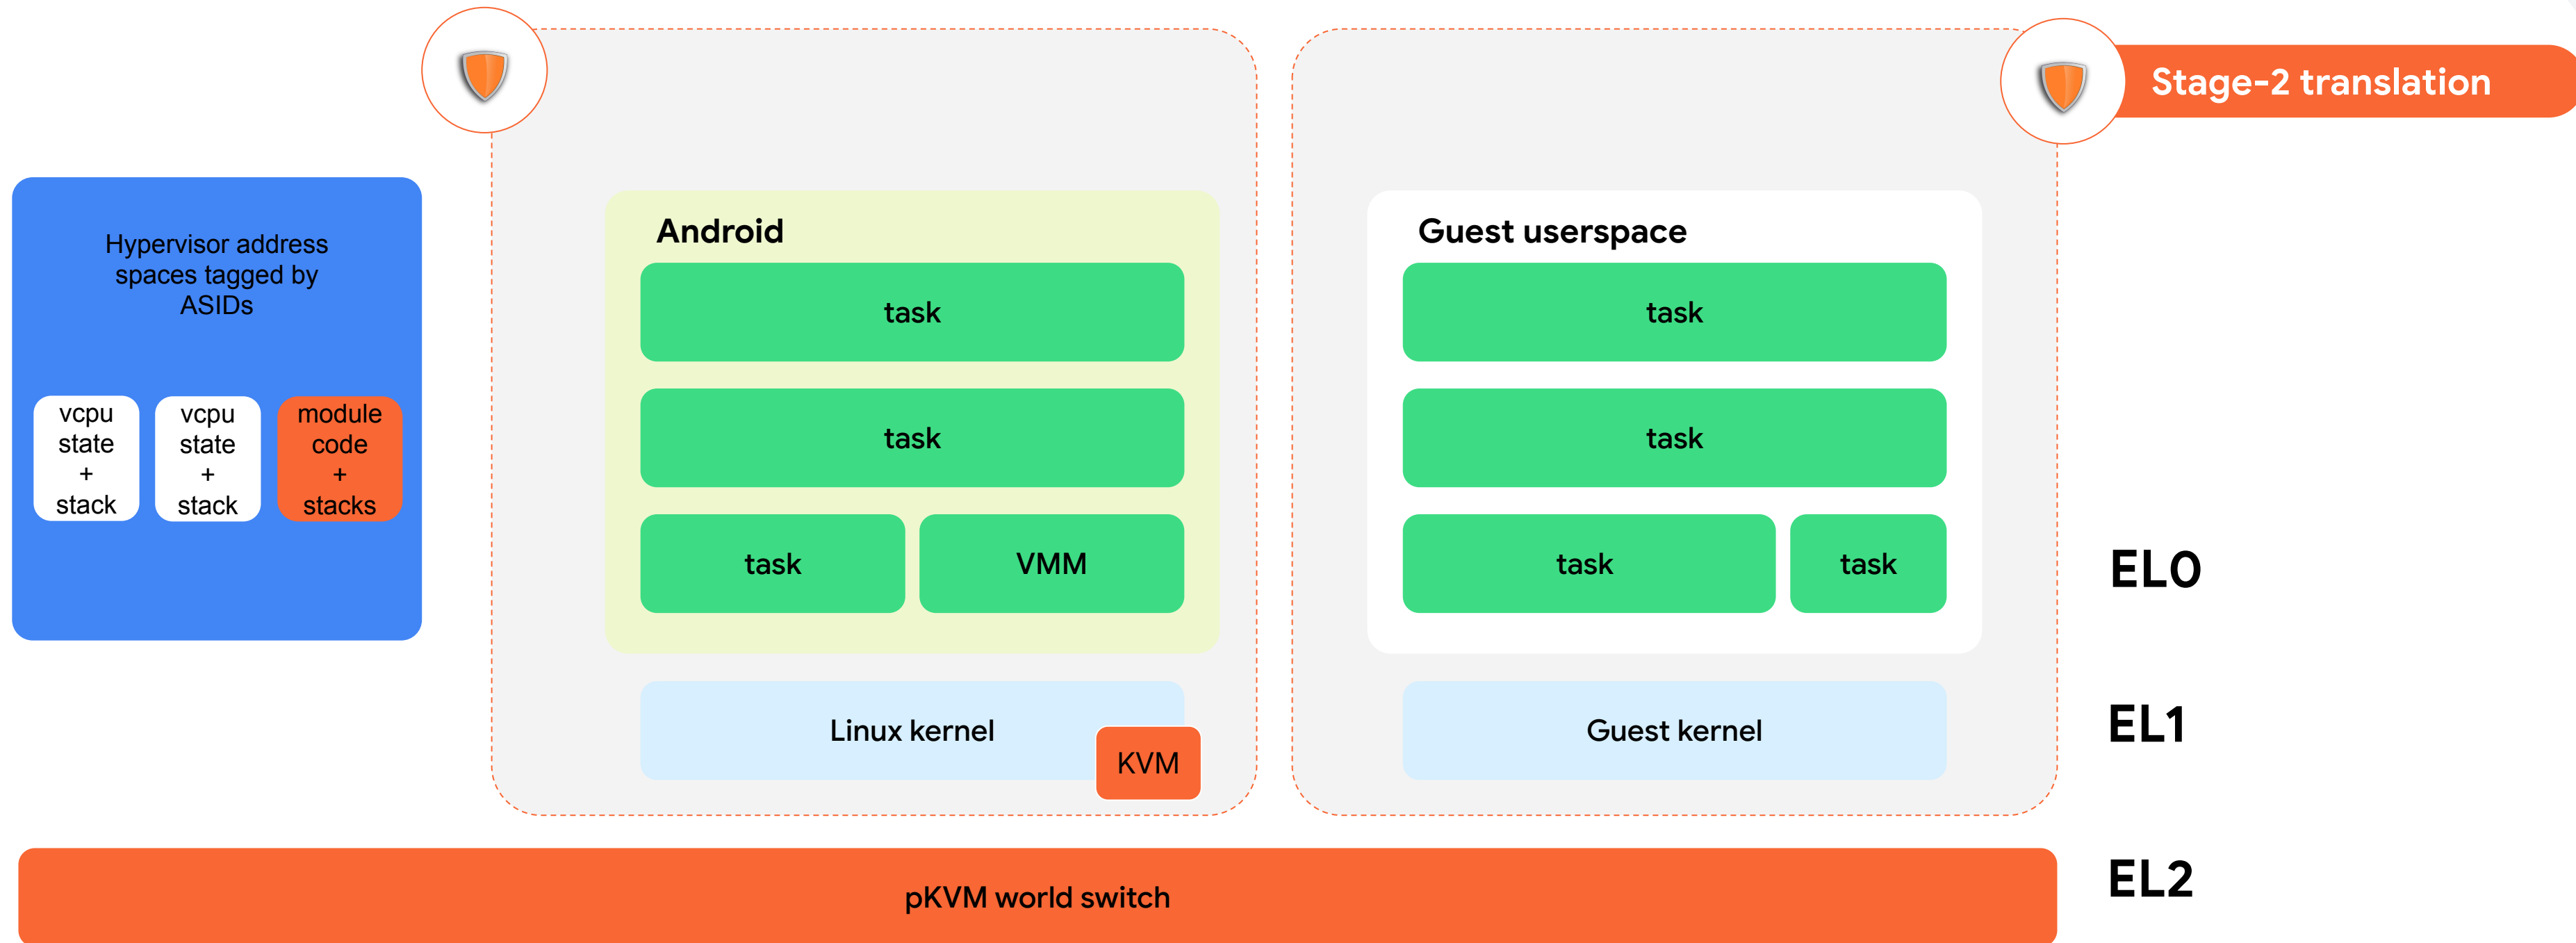 Stage-2 translation
Hypervisor address
spaces tagged by
ASIDs
vcpu
state
+
stack
vcpu
state
+
stack
module
code
+
stacks
Android
task
task
task
VMM
Linux kernel
KVM
Guest userspace
task
task
task
task
Guest kernel
EL0
EL1
EL2
pKVM world switch